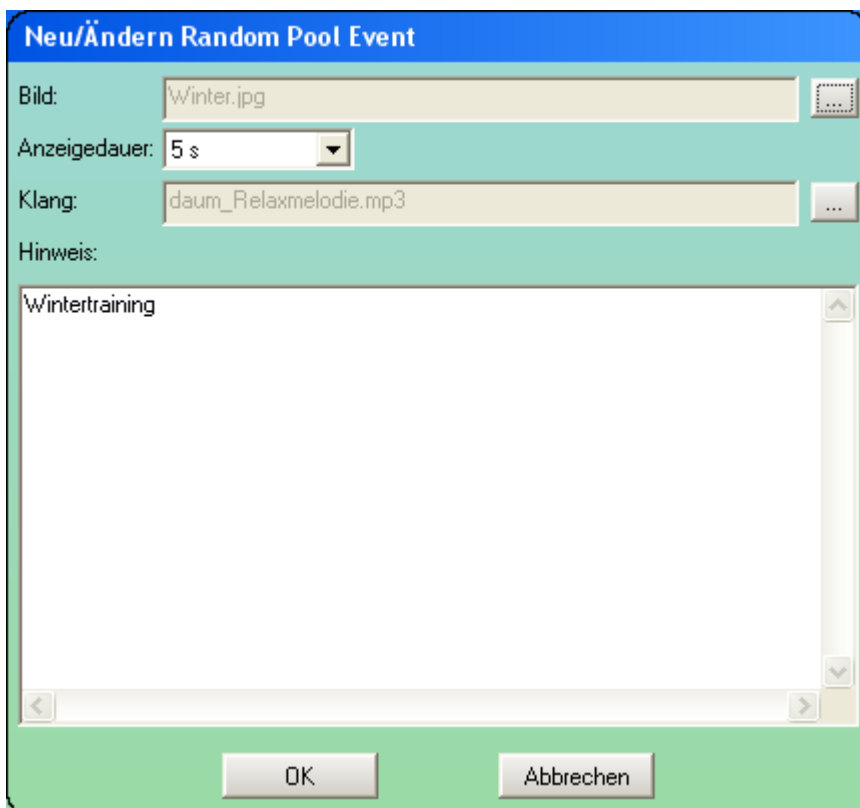 Neu/Ändern Random Pool Event
Bild: Winter.jpg ...
Anzeigedauer: 5 s
Klang: daum_Relaxmelodie.mp3 ...
Hinweis:
Wintertraining
OK Abbrechen